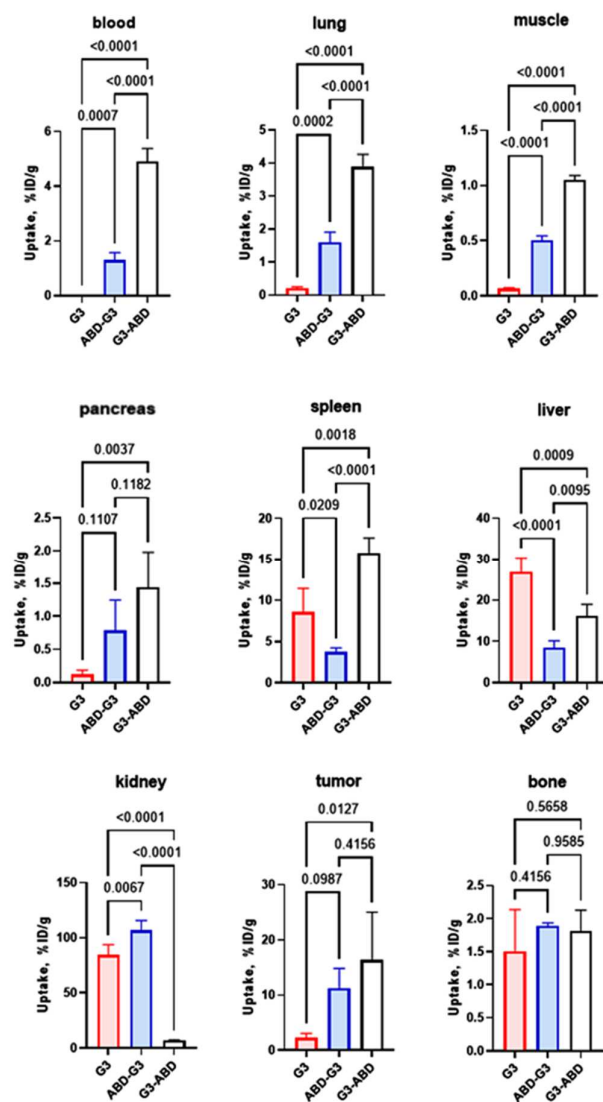 blood
<0.0001
<0.0001
0.0007
6
4
2
0
Uptake, %ID/g
G3
ABD-G3
G3-ABD
lung
<0.0001
<0.0001
0.0002
5
4
3
2
1
0
Uptake, %ID/g
G3
ABD-G3
G3-ABD
muscle
<0.0001
<0.0001
<0.0001
1.5
1.0
0.5
0.0
Uptake, %ID/g
G3
ABD-G3
G3-ABD
pancreas
0.0037
0.1182
0.1107
2.5
2.0
1.5
1.0
0.5
0.0
Uptake, %ID/g
G3
ABD-G3
G3-ABD
spleen
0.0018
<0.0001
0.0209
20
15
10
5
0
Uptake, %ID/g
G3
ABD-G3
G3-ABD
liver
0.0009
0.0095
<0.0001
40
30
20
10
0
Uptake, %ID/g
G3
ABD-G3
G3-ABD
kidney
<0.0001
<0.0001
0.0067
150
100
50
0
Uptake, %ID/g
G3
ABD-G3
G3-ABD
tumor
0.0127
0.4156
0.0987
30
20
10
0
Uptake, %ID/g
G3
ABD-G3
G3-ABD
bone
0.5658
0.9585
0.4156
2.5
2.0
1.5
1.0
0.5
0.0
Uptake, %ID/g
G3
ABD-G3
G3-ABD